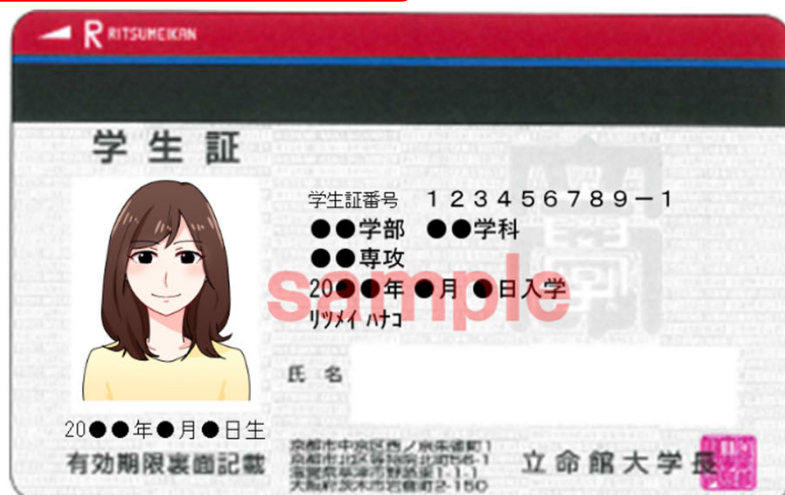 R RITSUMEIKAN
学生証
学生証番号 123456789-1
●●学部 ●●学科
●●専攻
20●●年 ●月 ●日入学
リツメイ ハナコ
sample
氏 名
20●●年●月●日生
有効期限裏面記載
京都市中京区西ノ京朱雀町1
京都市北区等持院北町56-1
滋賀県草津市野路東1-1-1
大阪府茨木市岩倉町2-150
立命館大学長